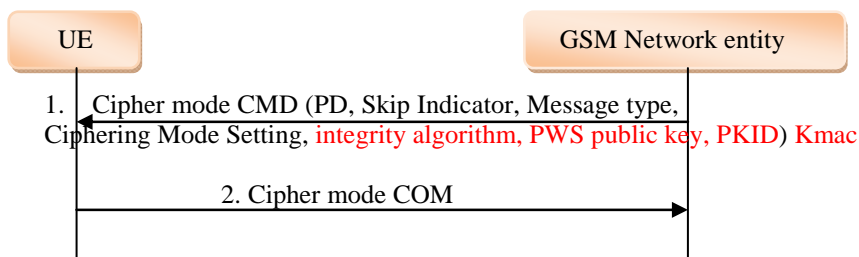 UE
GSM Network entity
1. Cipher mode CMD (PD, Skip Indicator, Message type,
Ciphering Mode Setting, integrity algorithm, PWS public key, PKID) Kmac
2. Cipher mode COM